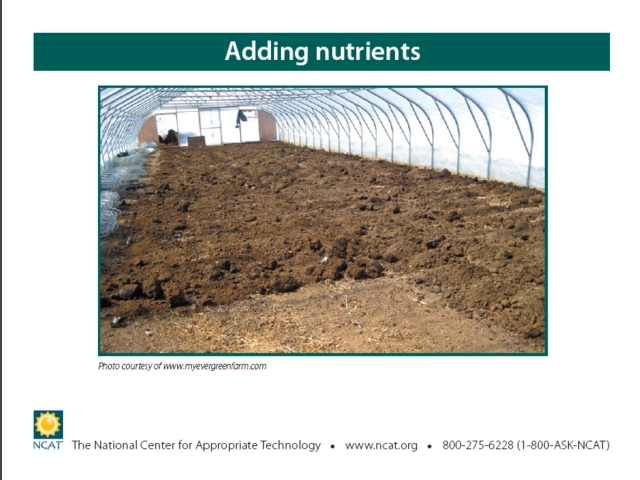 Adding nutrients
Photo courtesy of www.myevergreenfarm.com
NCAT
The National Center for Appropriate Technology • www.ncat.org • 800-275-6228 (1-800-ASK-NCAT)